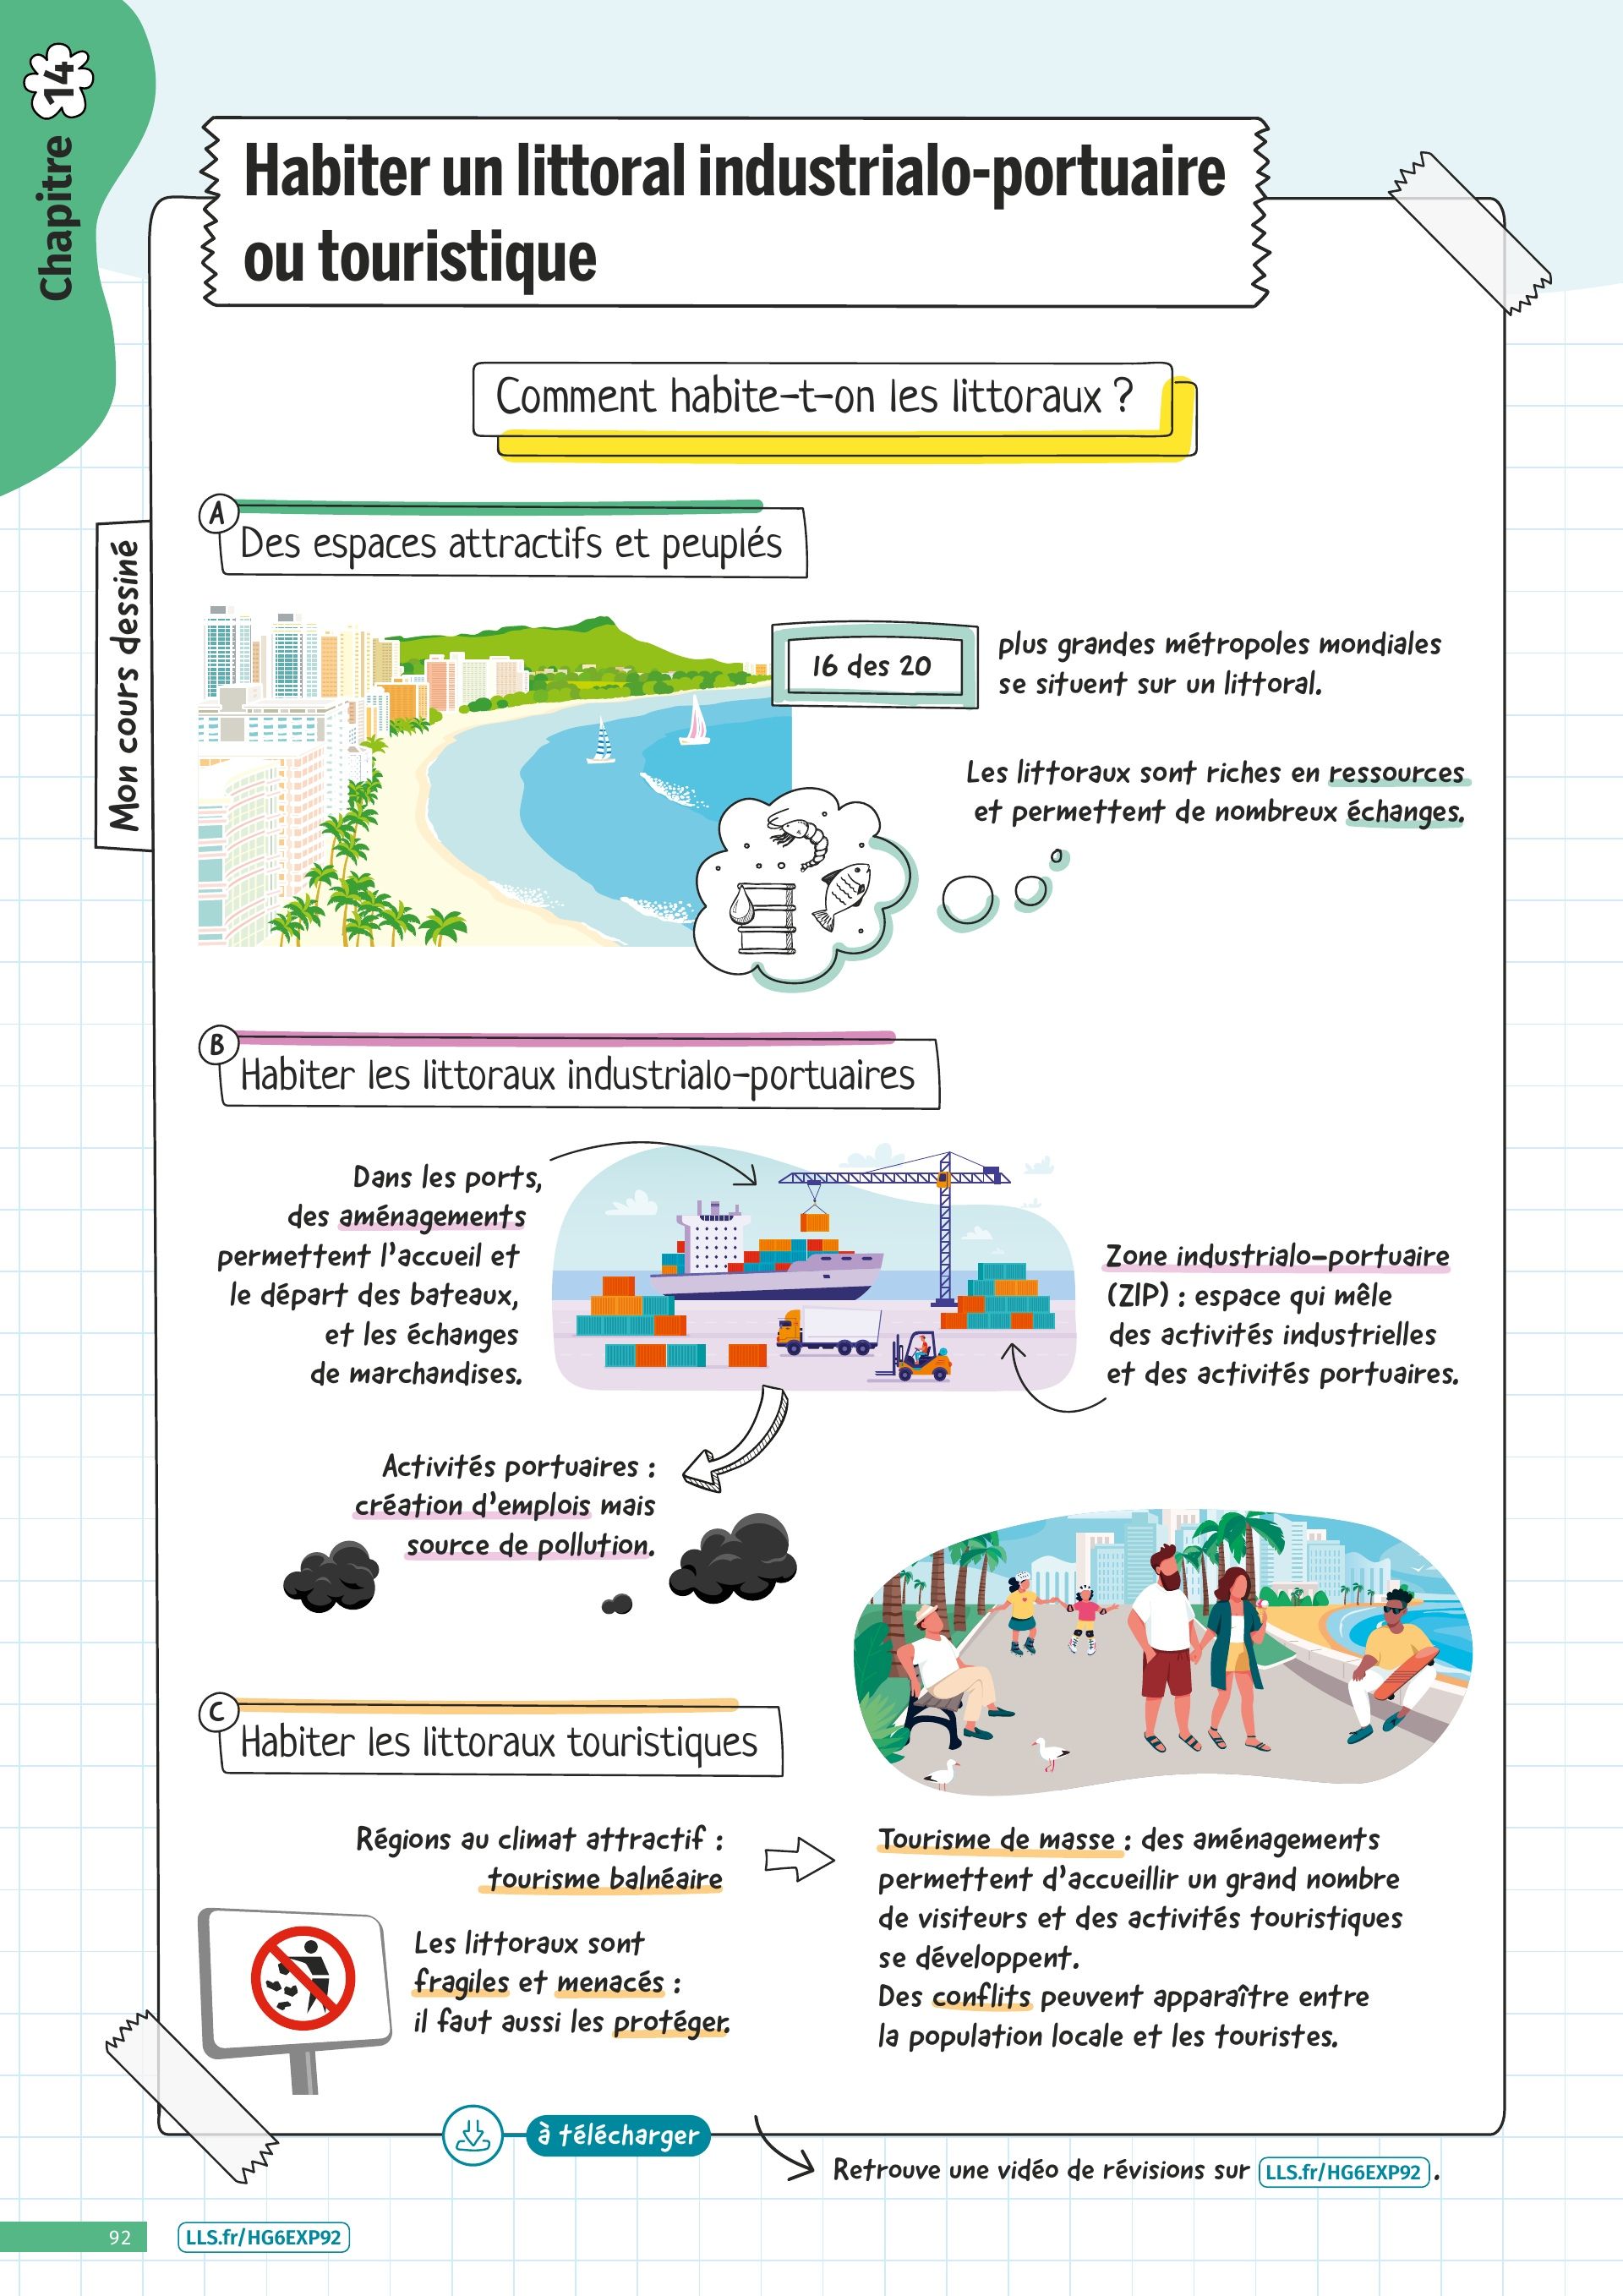 Chapitre 14
Habiter un littoral industrialo-portuaire
ou touristique
Comment habite-t-on les littoraux ?
Mon cours dessiné
A
Des espaces attractifs et peuplés
16 des 20
plus grandes métropoles mondiales
se situent sur un littoral.
Les littoraux sont riches en ressources
et permettent de nombreux échanges.
B
Habiter les littoraux industrialo-portuaires
Dans les ports,
des aménagements
permettent l'accueil et
le départ des bateaux,
et les échanges
de marchandises.
Zone industrialo-portuaire
(ZIP) : espace qui mêle
des activités industrielles
et des activités portuaires.
Activités portuaires :
création d'emplois mais
source de pollution.
C
Habiter les littoraux touristiques
Régions au climat attractif :
tourisme balnéaire
Les littoraux sont
fragiles et menacés :
il faut aussi les protéger.
Tourisme de masse : des aménagements
permettent d'accueillir un grand nombre
de visiteurs et des activités touristiques
se développent.
Des conflits peuvent apparaître entre
la population locale et les touristes.
à télécharger
Retrouve une vidéo de révisions sur LLS.fr/HG6EXP92.
92
LLS.fr/HG6EXP92